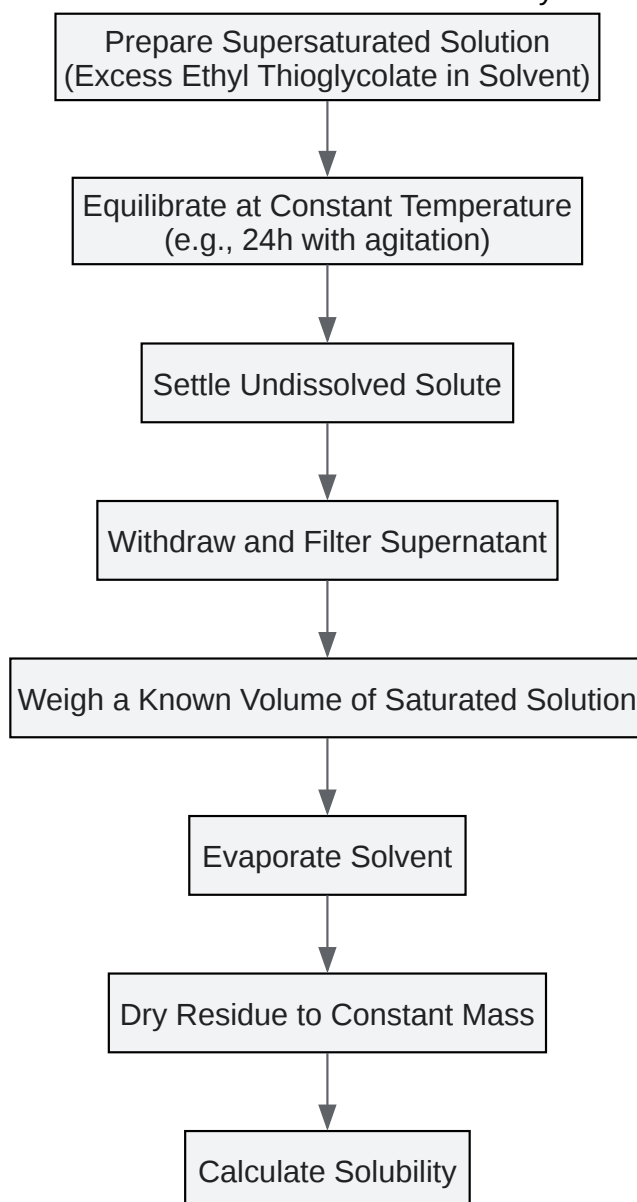 Prepare Supersaturated Solution
(Excess Ethyl Thioglycolate in Solvent)
Equilibrate at Constant Temperature
(e.g., 24h with agitation)
Settle Undissolved Solute
Withdraw and Filter Supernatant
Weigh a Known Volume of Saturated Solution
Evaporate Solvent
Dry Residue to Constant Mass
Calculate Solubility